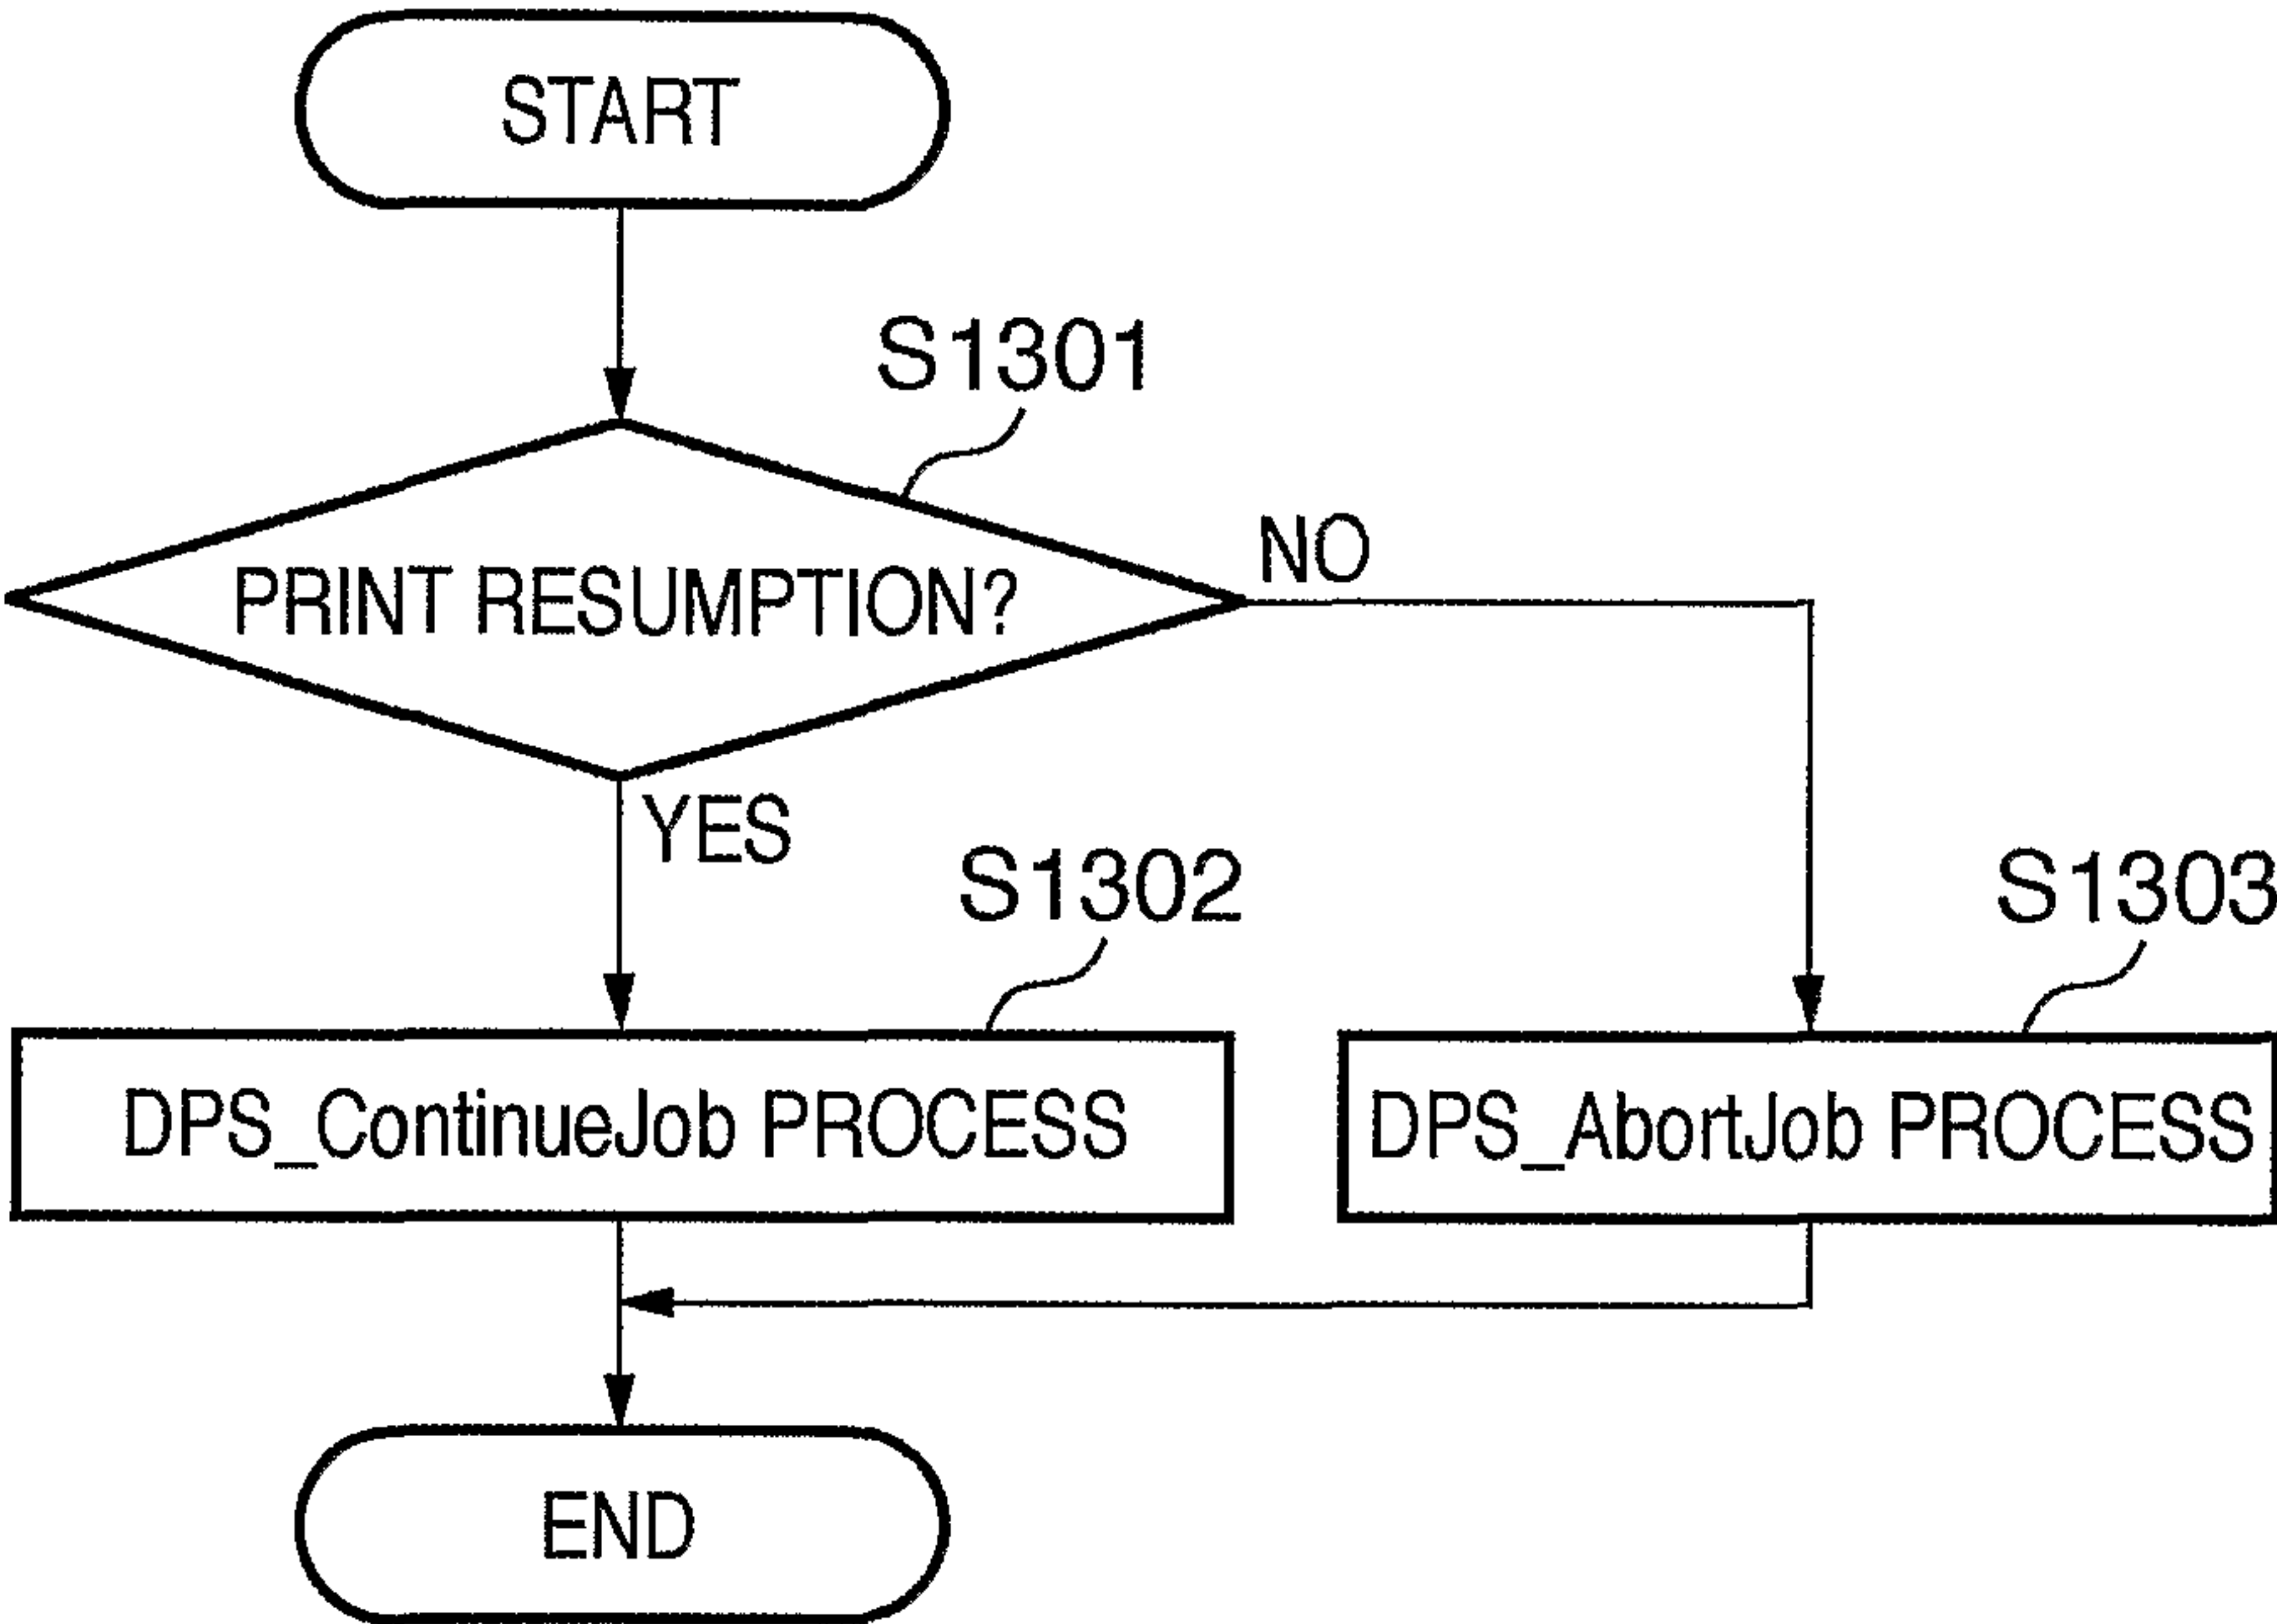 START
S1301
PRINT RESUMPTION?
NO
YES
S1302
S1303
DPS_ContinueJob PROCESS
DPS_AbortJob PROCESS
END